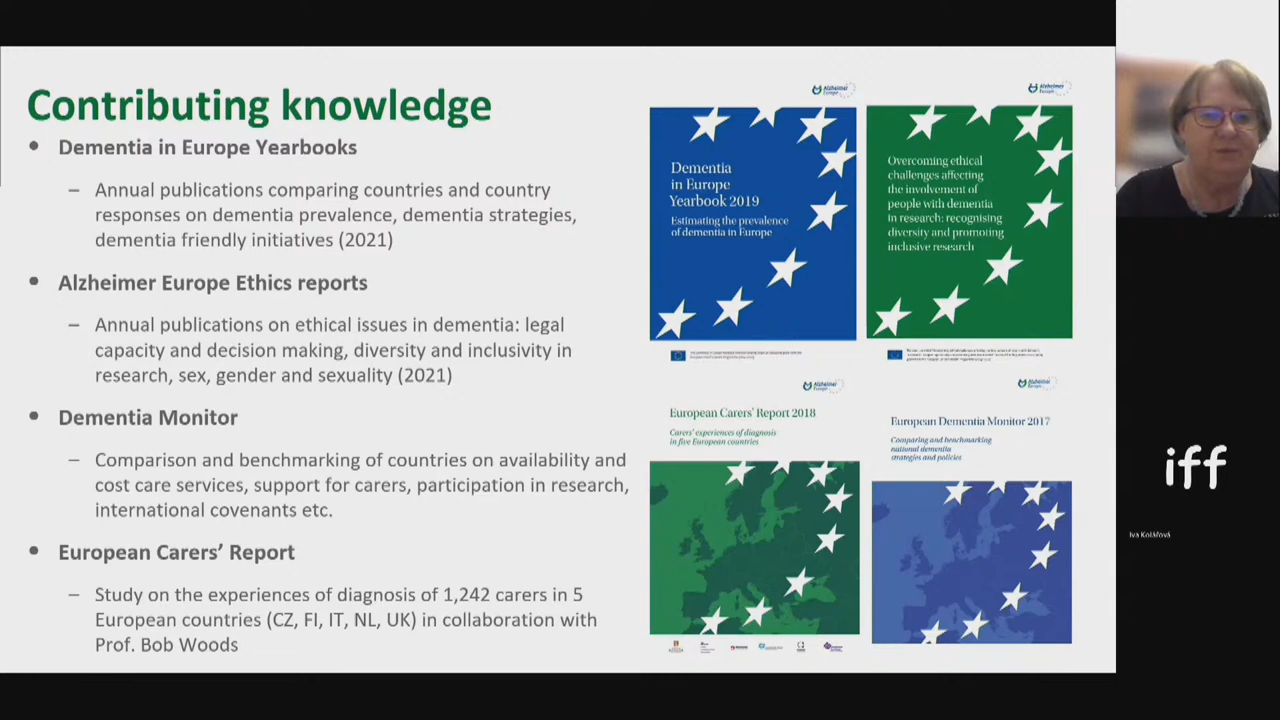 Contributing knowledge
• Dementia in Europe Yearbooks
– Annual publications comparing countries and country
responses on dementia prevalence, dementia strategies,
dementia friendly initiatives (2021)
• Alzheimer Europe Ethics reports
– Annual publications on ethical issues in dementia: legal
capacity and decision making, diversity and inclusivity in
research, sex, gender and sexuality (2021)
• Dementia Monitor
– Comparison and benchmarking of countries on availability and
cost care services, support for carers, participation in research,
international covenants etc.
• European Carers’ Report
– Study on the experiences of diagnosis of 1,242 carers in 5
European countries (CZ, FI, IT, NL, UK) in collaboration with
Prof. Bob Woods
Alzheimer
Europe
Dementia
in Europe
Yearbook 2019
Estimating the prevalence
of dementia in Europe
Alzheimer
Europe
Overcoming ethical
challenges affecting
the involvement of
people with dementia
in research: recognising
diversity and promoting
inclusive research
Alzheimer
Europe
European Carers’ Report 2018
Carers’ experiences of diagnosis
in five European countries
Alzheimer
Europe
European Dementia Monitor 2017
Comparing and benchmarking
national dementia
strategies and policies
iff
Iva Kolářová